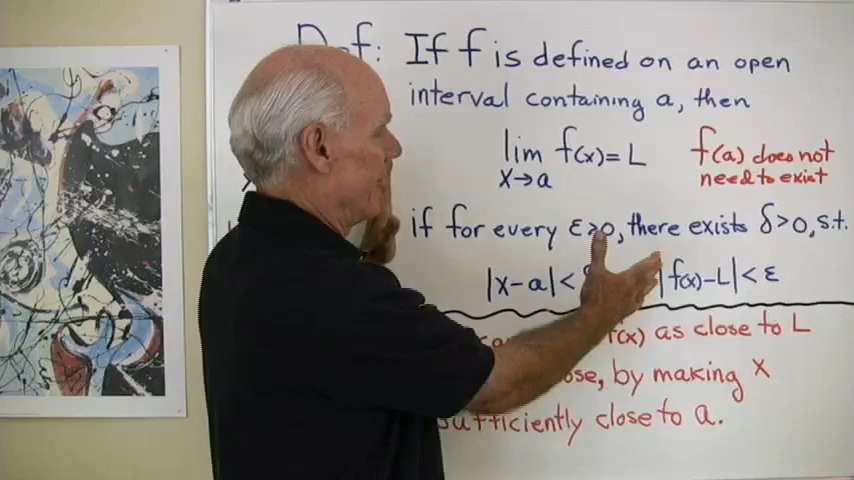 Def: If f is defined on an open
interval containing a, then
lim f(x) = L
x→a
f(a) does not
need to exist
if for every ε>0, there exists δ>0, s.t.
|x-a|< |f(x)-L|<ε
f(x) as close to L
by making x
sufficiently close to a.